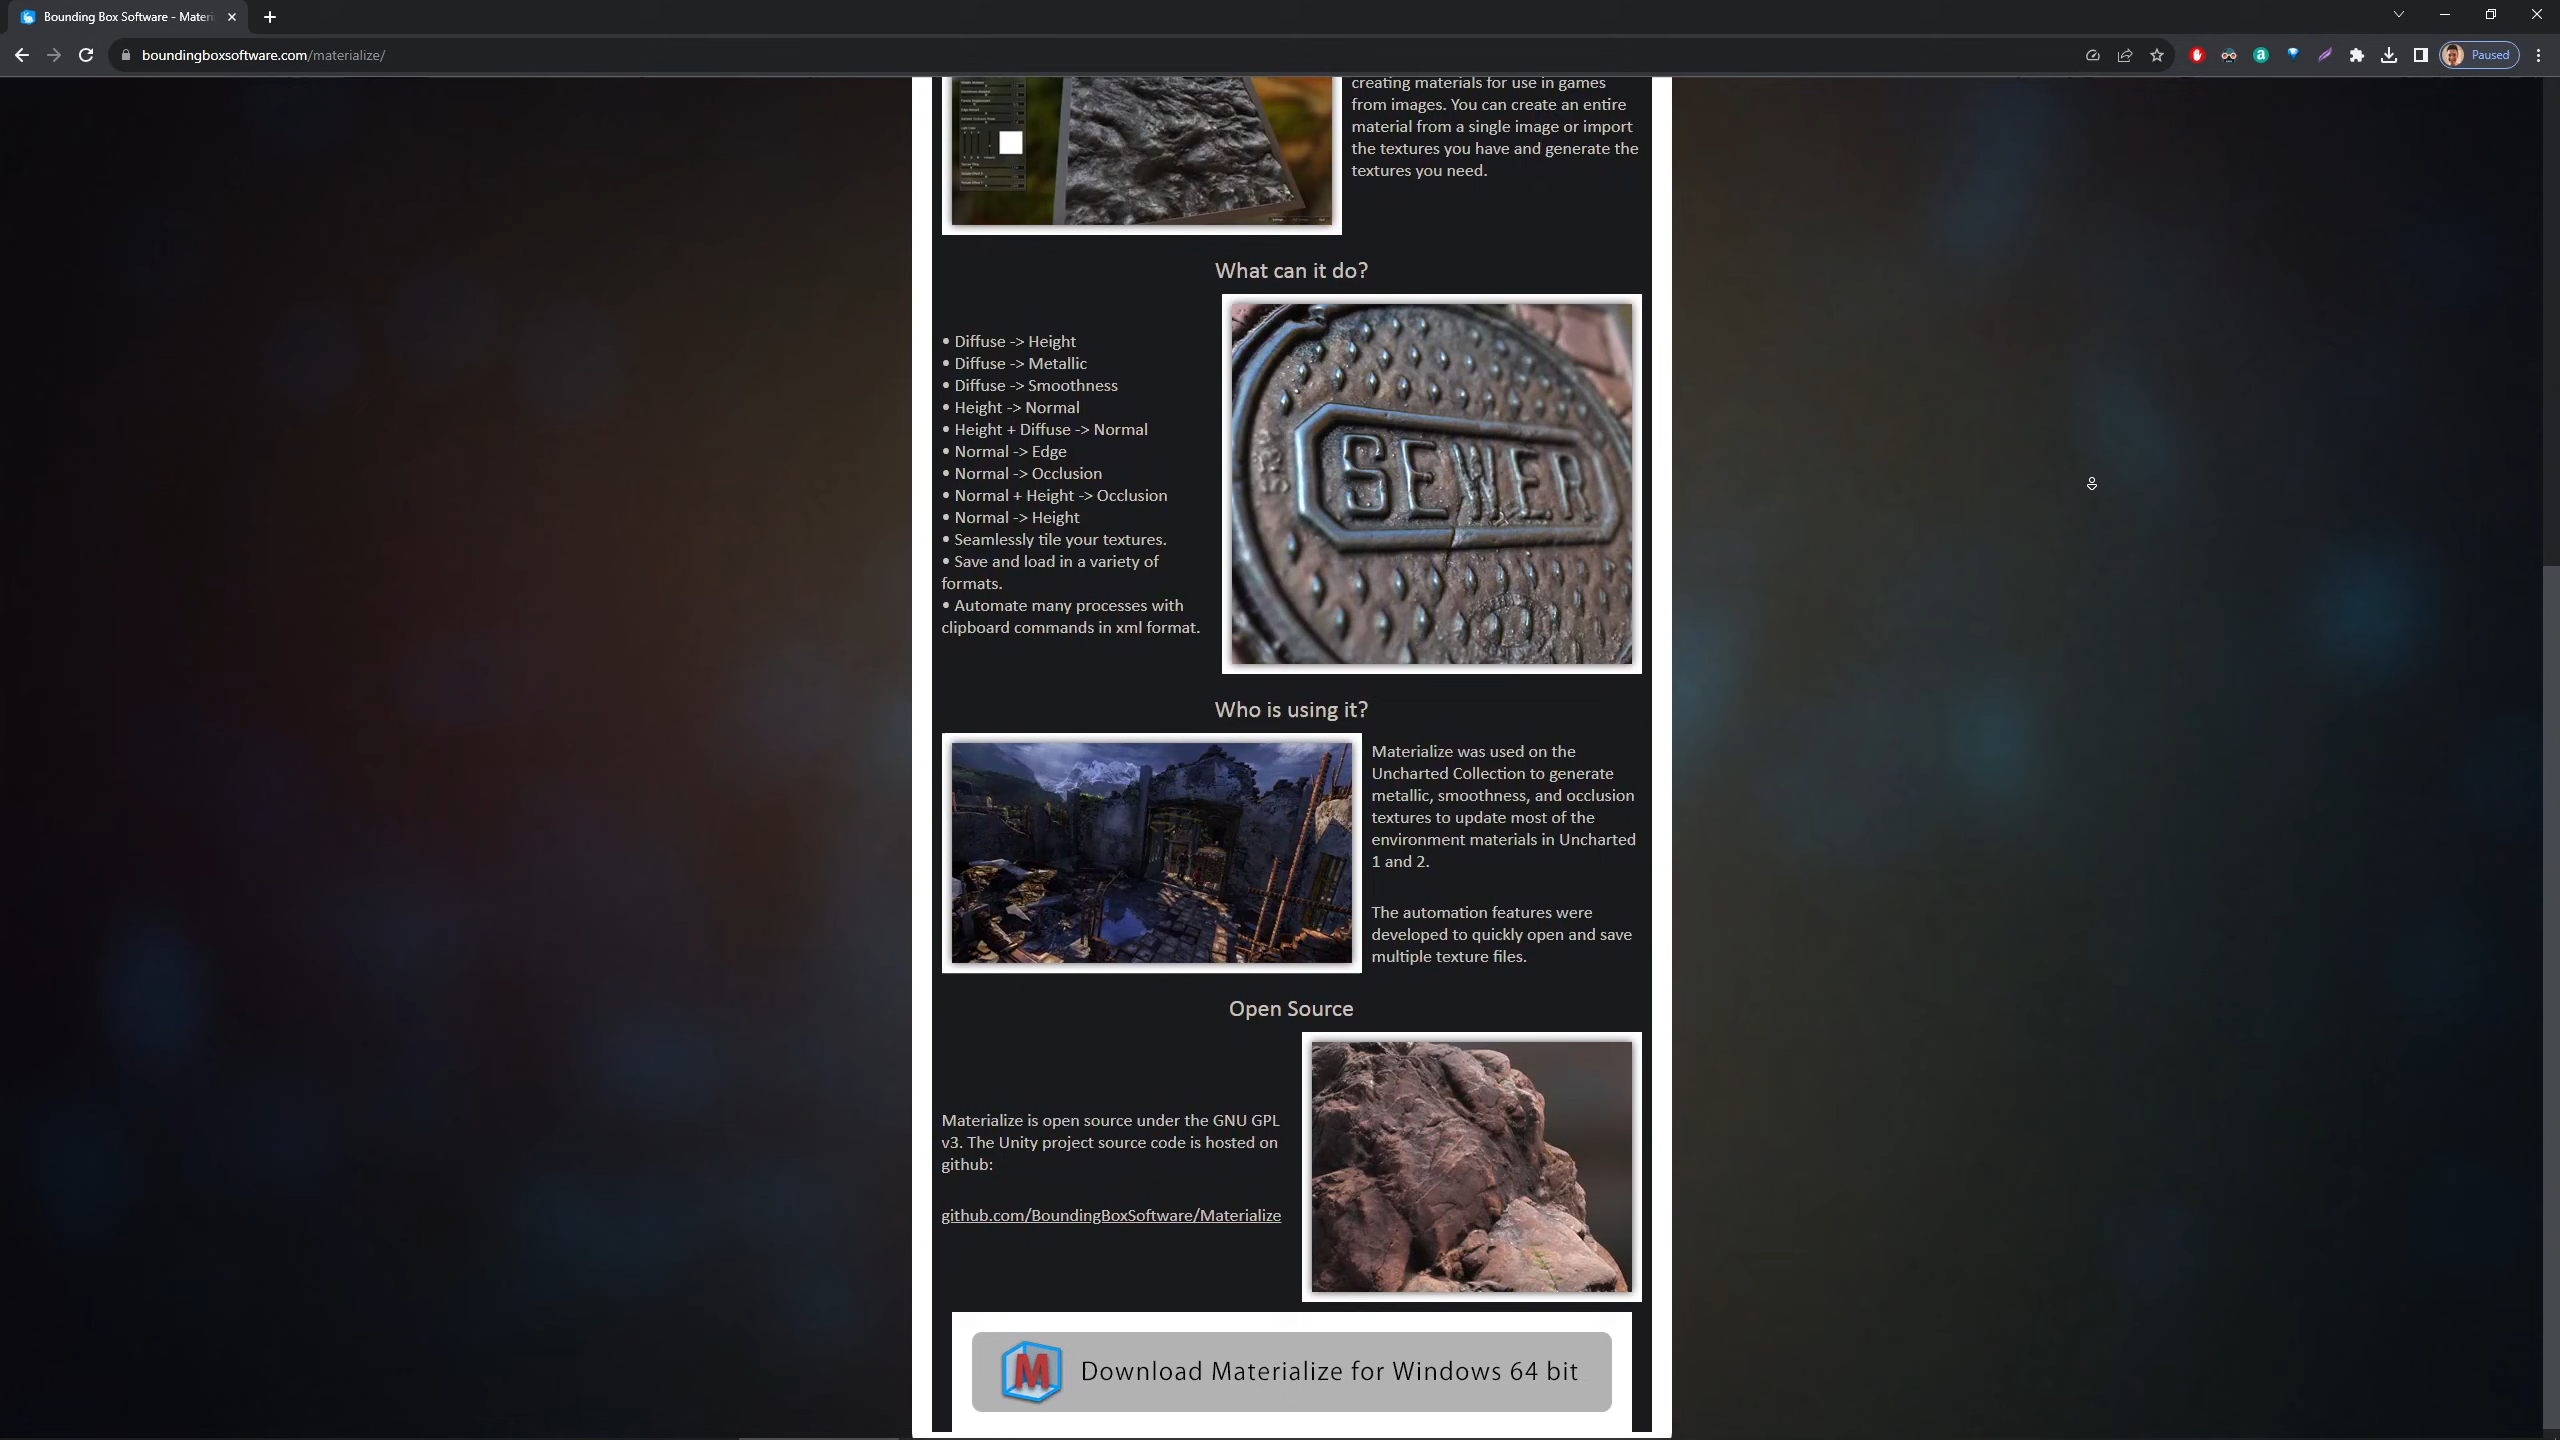 Bounding Box Software - Materi
boundingboxsoftware.com/materialize/
Paused
creating materials for use in games
from images. You can create an entire
material from a single image or import
the textures you have and generate the
textures you need.
What can it do?
• Diffuse -> Height
• Diffuse -> Metallic
• Diffuse -> Smoothness
• Height -> Normal
• Height + Diffuse -> Normal
• Normal -> Edge
• Normal -> Occlusion
• Normal + Height -> Occlusion
• Normal -> Height
• Seamlessly tile your textures.
• Save and load in a variety of
formats.
• Automate many processes with
clipboard commands in xml format.
SEWER
Who is using it?
Materialize was used on the
Uncharted Collection to generate
metallic, smoothness, and occlusion
textures to update most of the
environment materials in Uncharted
1 and 2.
The automation features were
developed to quickly open and save
multiple texture files.
Open Source
Materialize is open source under the GNU GPL
v3. The Unity project source code is hosted on
github:
github.com/BoundingBoxSoftware/Materialize
M Download Materialize for Windows 64 bit